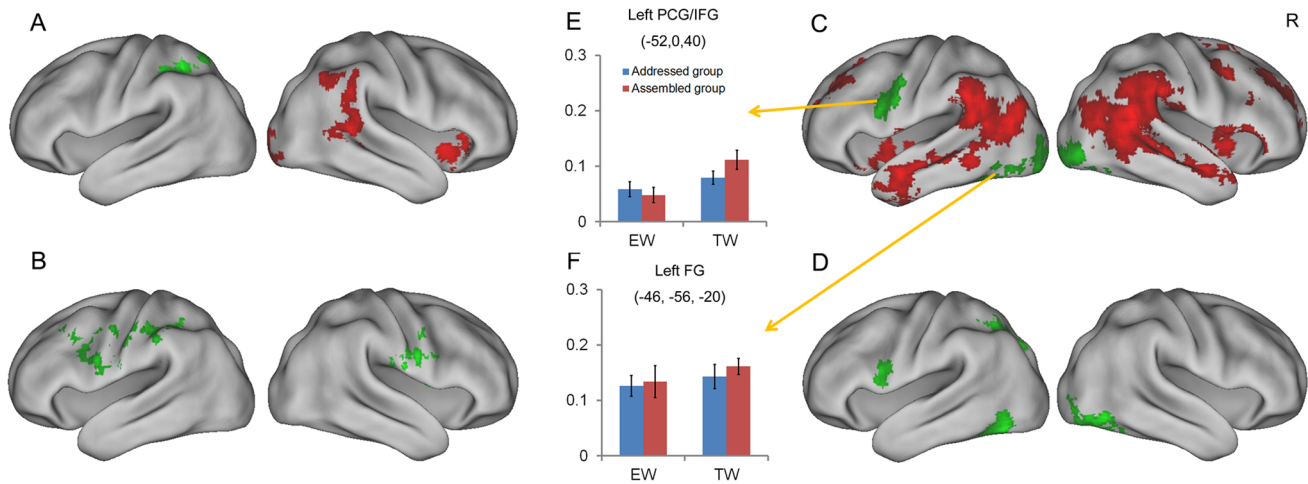 A
E
Left PCG/IFG
(-52,0,40)
C
R
0.3
Addressed group
Assembled group
0.2
0.1
0
EW
TW
B
F
Left FG
(-46, -56, -20)
D
0.3
0.2
0.1
0
EW
TW